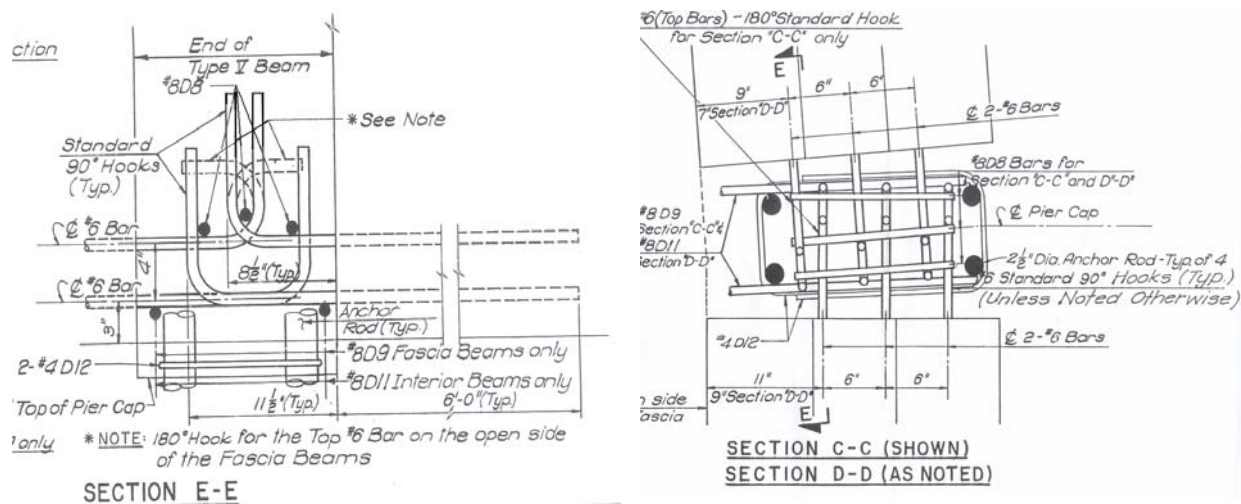 ction
End of
Type V Beam
#8D8
* See Note
Standard
90° Hooks
(Typ.)
℄ #6 Bar
4"
8½" (Typ.)
℄ #6 Bar
3"
Anchor
Rod (Typ.)
2-#4D12
#8D9 Fascia Beams only
#8D11 Interior Beams only
Top of Pier Cap
11½" (Typ.)
6'-0" (Typ.)
only
* NOTE: 180° Hook for the Top #6 Bar on the open side
of the Fascia Beams
SECTION E-E
#6 (Top Bars) - 180° Standard Hook
for Section "C-C" only
E
9"
6"
6"
7" Section "D-D"
℄ 2-#6 Bars
#8D8 Bars for
Section "C-C" and "D-D"
#8D9
Section "C-C" &
#8D11
Section "D-D"
℄ Pier Cap
2½" Dia. Anchor Rod-Typ. of 4
#6 Standard 90° Hooks (Typ.)
(Unless Noted Otherwise)
#4D12
℄ 2-#6 Bars
11"
6"
6"
n side
9" Section "D-D"
ascia
E
SECTION C-C (SHOWN)
SECTION D-D (AS NOTED)